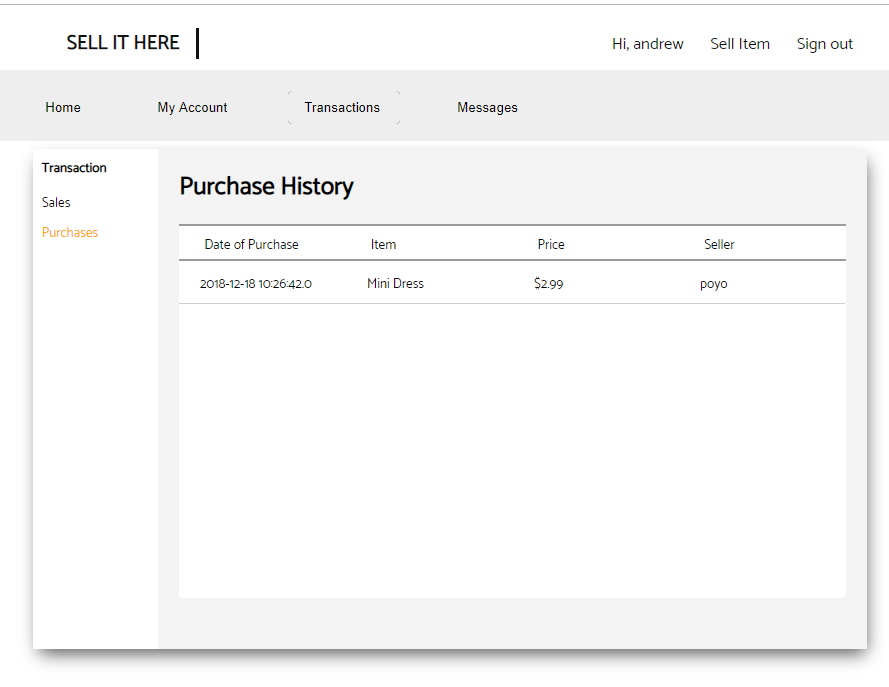 SELL IT HERE
Hi, andrew Sell Item Sign out
Home My Account Transactions Messages
Transaction
Sales
Purchases
Purchase History
Date of Purchase Item Price Seller
2018-12-18 10:26:42.0 Mini Dress $2.99 poyo